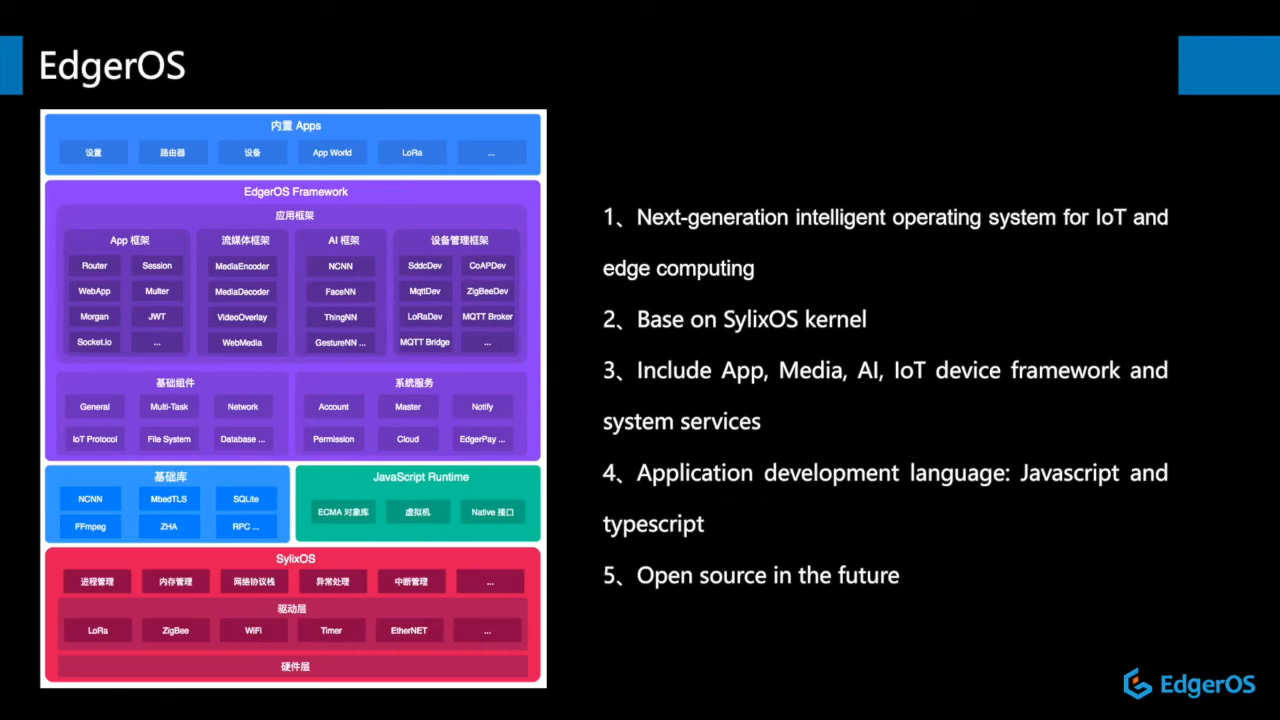 EdgerOS
内置 Apps
设置 路由器 设备 App World LoRa ...
EdgerOS Framework
应用框架
App 框架 流媒体框架 AI 框架 设备管理框架
Router Session MediaEncoder NCNN SddcDev CoAPDev
WebApp Multer MediaDecoder FaceNN MqttDev ZigBeeDev
Morgan JWT VideoOverlay ThingNN LoRaDev MQTT Broker
Socket.io ... WebMedia GestureNN ... MQTT Bridge ...
基础组件 系统服务
General Multi-Task Network Account Master Notify
IoT Protocol File System Database ... Permission Cloud EdgerPay ...
基础库 JavaScript Runtime
NCNN MbedTLS SQLite ECMA 对象库 虚拟机 Native 接口
FFmpeg ZHA RPC ...
SylixOS
进程管理 内存管理 网络协议栈 异常处理 中断管理 ...
驱动层
LoRa ZigBee WiFi Timer EtherNET ...
硬件层
1、Next-generation intelligent operating system for IoT and
edge computing
2、Base on SylixOS kernel
3、Include App, Media, AI, IoT device framework and
system services
4、Application development language: Javascript and
typescript
5、Open source in the future
EdgerOS